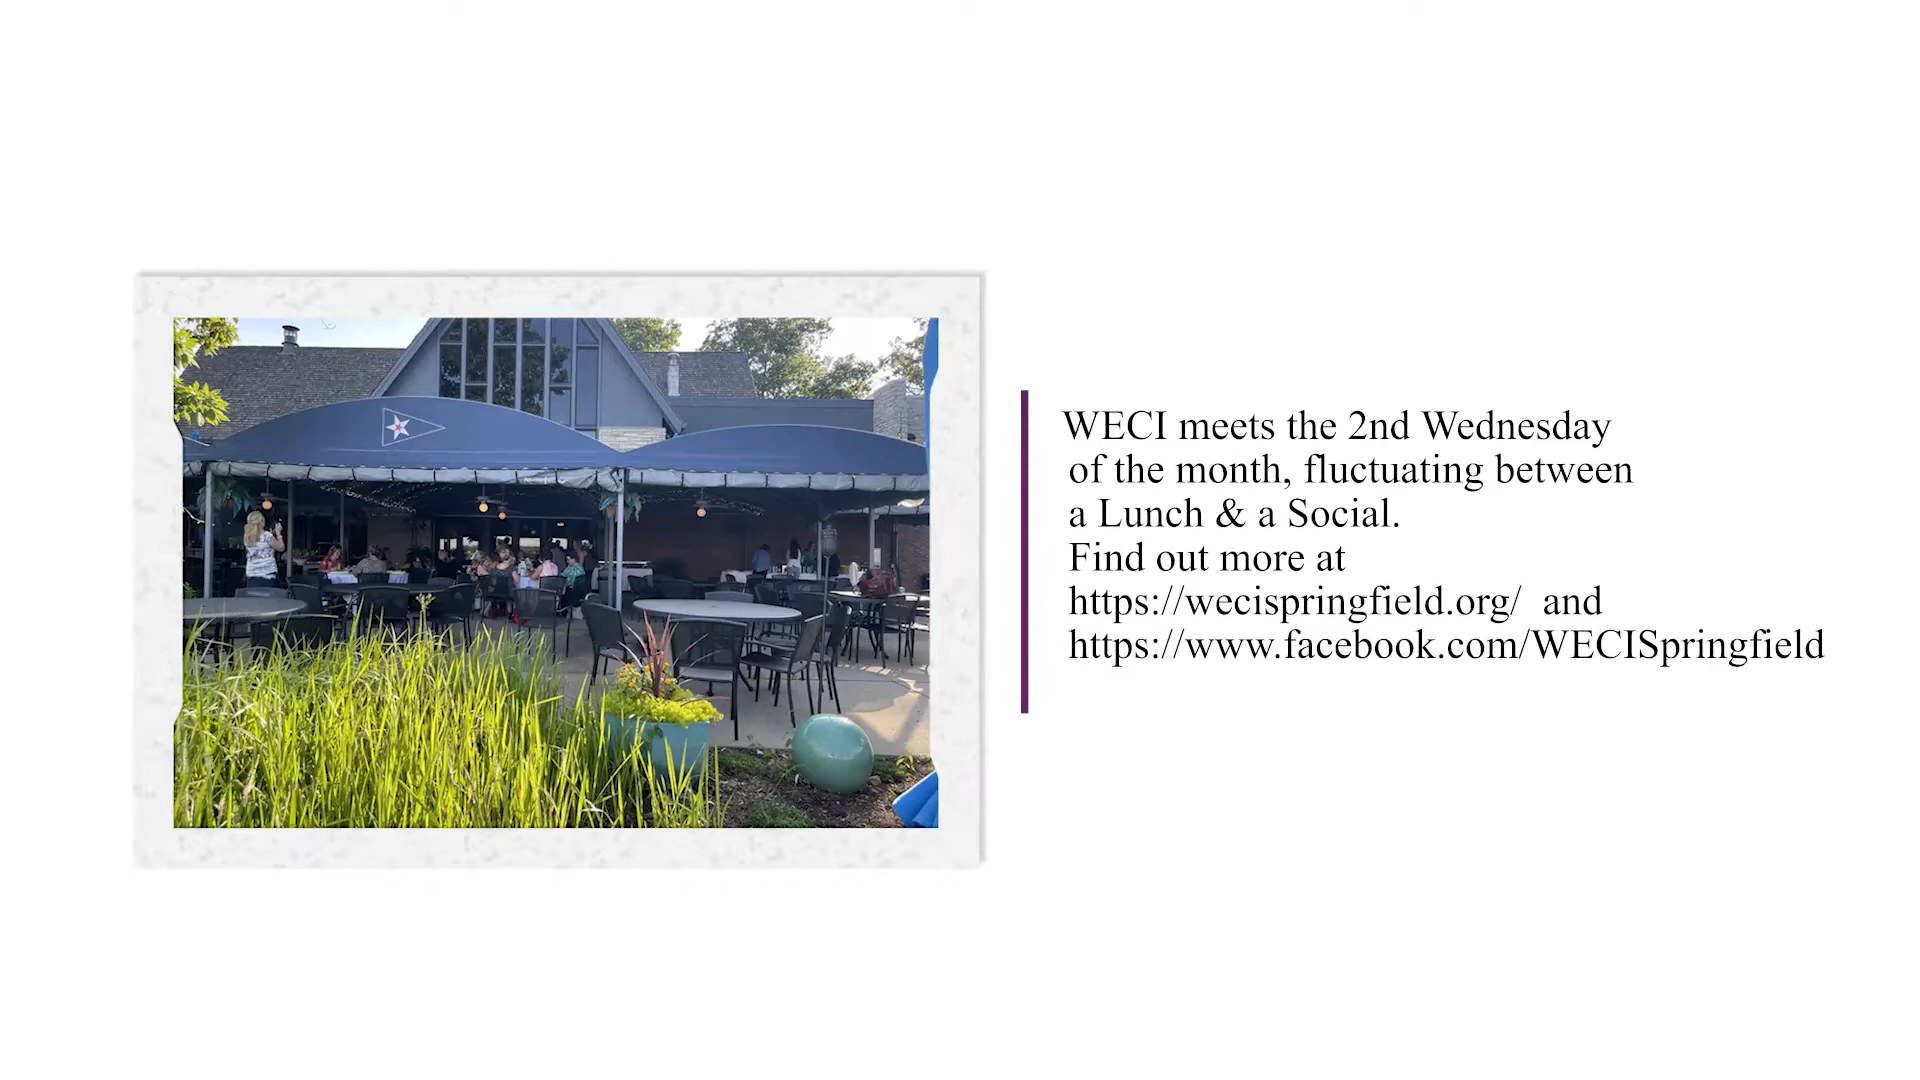 WECI meets the 2nd Wednesday
of the month, fluctuating between
a Lunch & a Social.
Find out more at
https://wecispringfield.org/ and
https://www.facebook.com/WECISpringfield